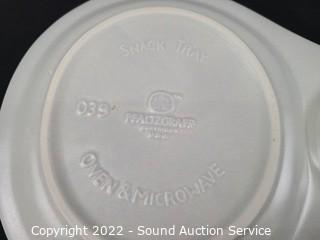 SNACK TRAY
039
PFALTZGRAFF
U.S.A.
OVEN & MICROWAVE
Copyright 2022 - Sound Auction Service